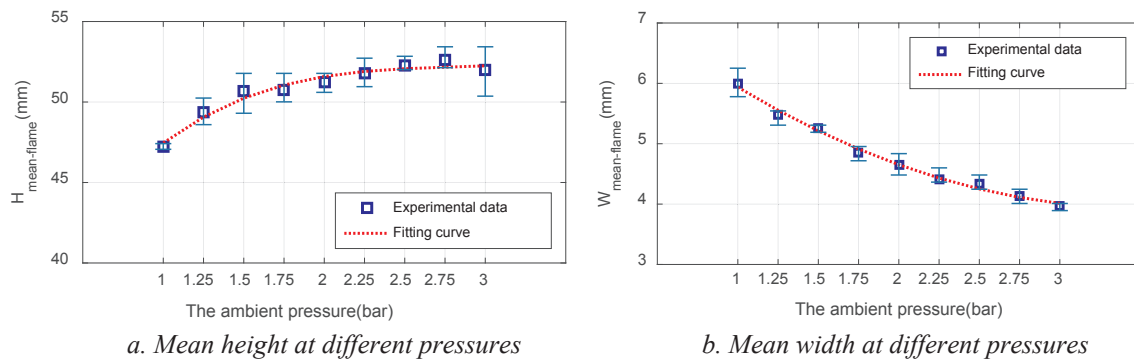 55
50
45
40
H mean-flame (mm)
Experimental data
Fitting curve
1 1.25 1.5 1.75 2 2.25 2.5 2.75 3
The ambient pressure(bar)
a. Mean height at different pressures
7
6
5
4
3
W mean-flame (mm)
Experimental data
Fitting curve
1 1.25 1.5 1.75 2 2.25 2.5 2.75 3
The ambient pressure(bar)
b. Mean width at different pressures